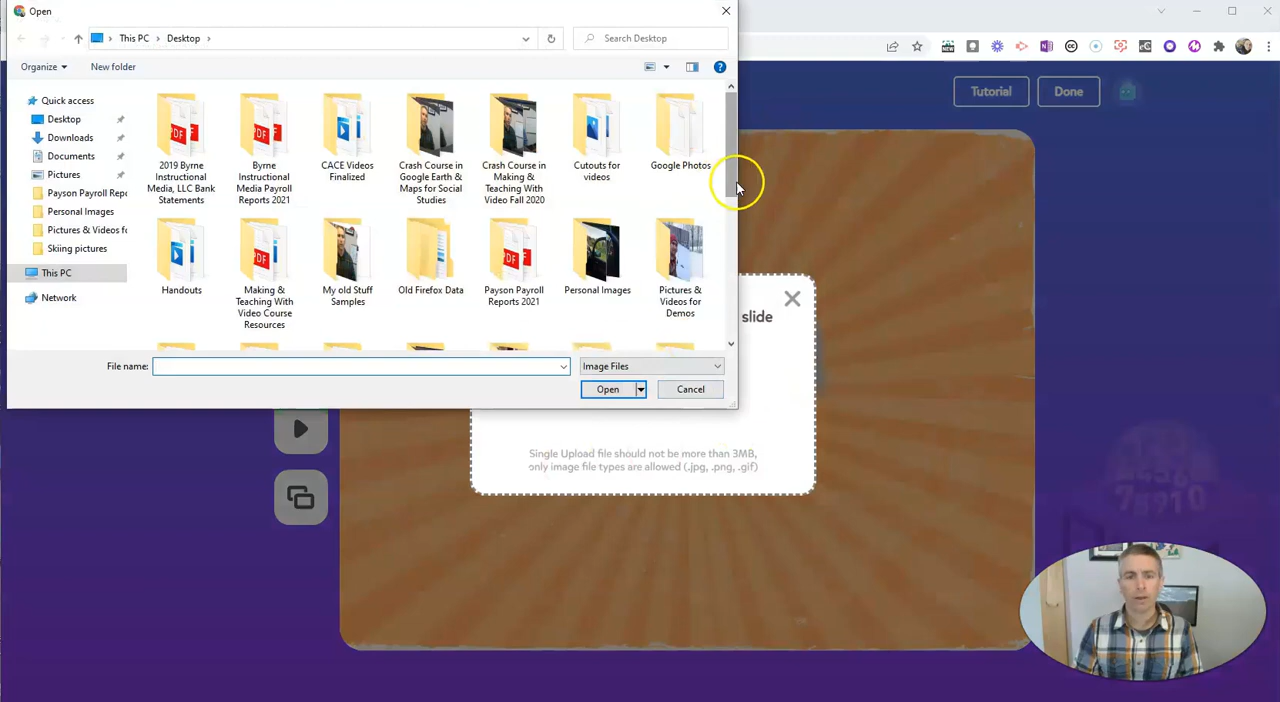 Open
This PC
Desktop
Search Desktop
Organize
New folder
Quick access
Desktop
Downloads
Documents
Pictures
Payson Payroll Repo
Personal Images
Pictures & Videos fo
Skiing pictures
This PC
Network
2019 Byrne
Instructional
Media, LLC Bank
Statements
Byrne
Instructional
Media Payroll
Reports 2021
CACE Videos
Finalized
Crash Course in
Google Earth &
Maps for Social
Studies
Crash Course in
Making &
Teaching With
Video Fall 2020
Cutouts for
videos
Google Photos
Handouts
Making &
Teaching With
Video Course
Resources
My old Stuff
Samples
Old Firefox Data
Payson Payroll
Reports 2021
Personal Images
Pictures &
Videos for
Demos
File name:
Image Files
Open
Cancel
Tutorial
Done
slide
Single Upload file should not be more than 3MB,
only image file types are allowed (.jpg, .png, .gif)